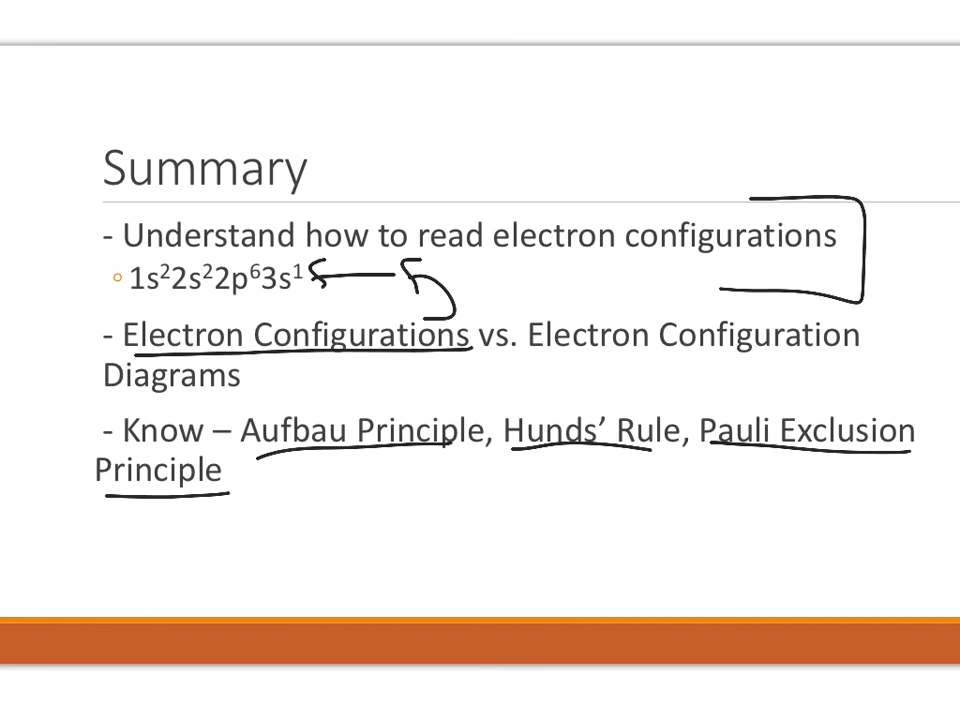 Summary
- Understand how to read electron configurations
◦ 1s²2s²2p⁶3s¹
- Electron Configurations vs. Electron Configuration
Diagrams
- Know – Aufbau Principle, Hunds’ Rule, Pauli Exclusion
Principle